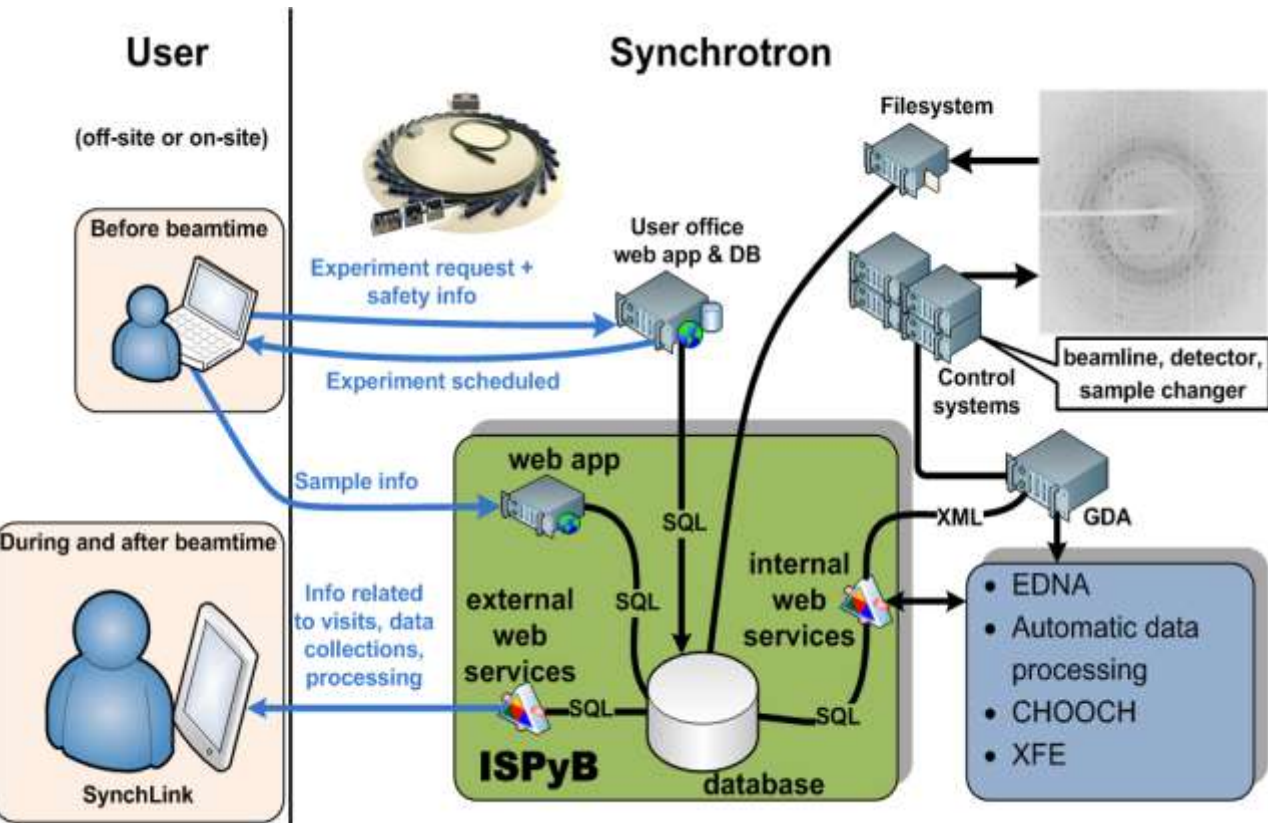 User
Synchrotron
(off-site or on-site)
Filesystem
Before beamtime
User office
web app & DB
Experiment request +
safety info
Experiment scheduled
beamline, detector,
sample changer
Control
systems
web app
Sample info
SQL
XML
GDA
During and after beamtime
Info related
to visits, data
collections,
processing
external
web
services
SQL
internal
web
services
• EDNA
• Automatic data
processing
• CHOOCH
• XFE
SQL
SQL
ISPyB
database
SynchLink